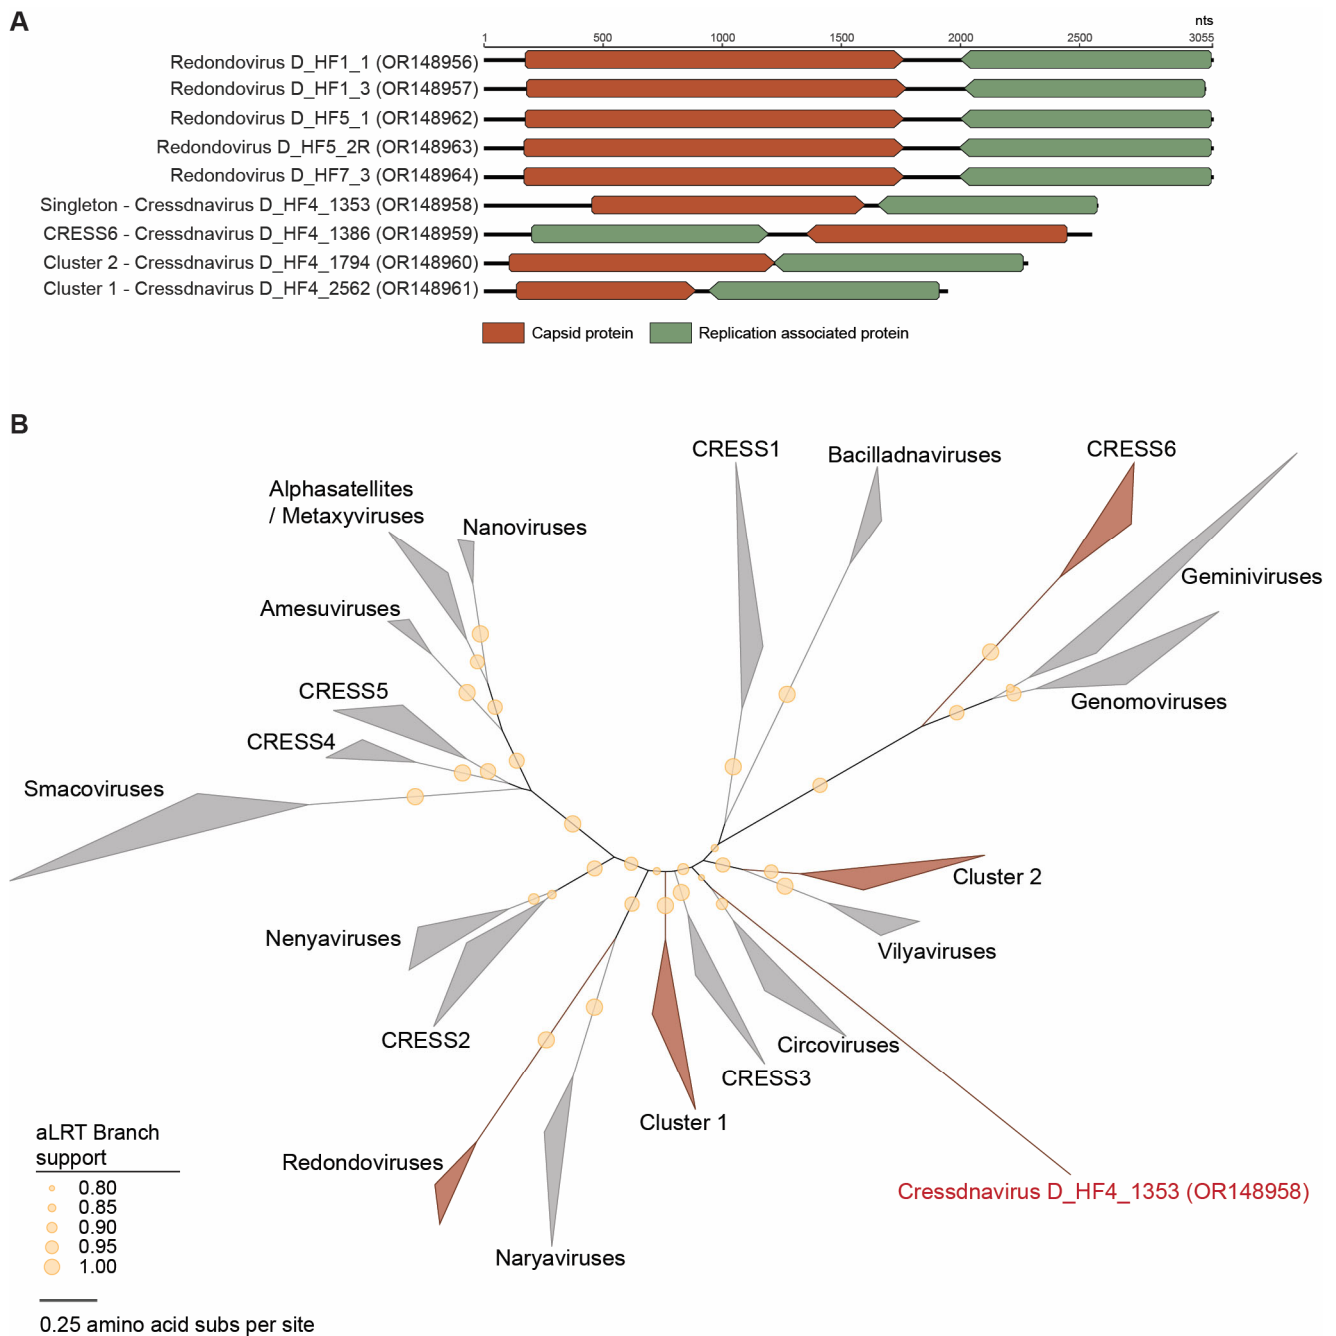 A
nts
1 500 1000 1500 2000 2500 3055
Redondovirus D_HF1_1 (OR148956)
Redondovirus D_HF1_3 (OR148957)
Redondovirus D_HF5_1 (OR148962)
Redondovirus D_HF5_2R (OR148963)
Redondovirus D_HF7_3 (OR148964)
Singleton - Cressdnavirus D_HF4_1353 (OR148958)
CRESS6 - Cressdnavirus D_HF4_1386 (OR148959)
Cluster 2 - Cressdnavirus D_HF4_1794 (OR148960)
Cluster 1 - Cressdnavirus D_HF4_2562 (OR148961)
Capsid protein
Replication associated protein
B
CRESS1
Bacilladnaviruses
CRESS6
Alphasatellites
/ Metaxyviruses
Nanoviruses
Geminiviruses
Amesuviruses
CRESS5
Genomoviruses
CRESS4
Smacoviruses
Cluster 2
Nenyaviruses
Vilyaviruses
CRESS2
Circoviruses
CRESS3
Cluster 1
Redondoviruses
Cressdnavirus D_HF4_1353 (OR148958)
Naryaviruses
aLRT Branch
support
0.80
0.85
0.90
0.95
1.00
0.25 amino acid subs per site